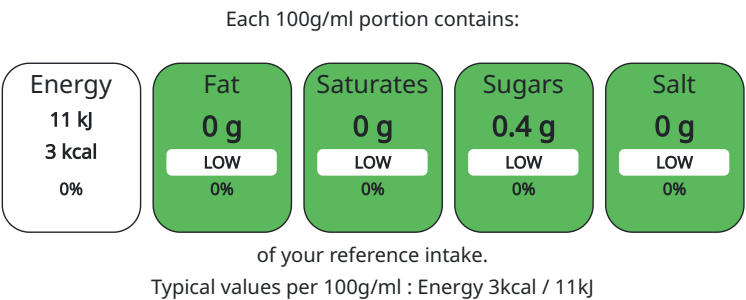 Each 100g/ml portion contains:
Energy
11 kJ
3 kcal
0%
Fat
0 g
LOW
0%
Saturates
0 g
LOW
0%
Sugars
0.4 g
LOW
0%
Salt
0 g
LOW
0%
of your reference intake.
Typical values per 100g/ml : Energy 3kcal / 11kJ